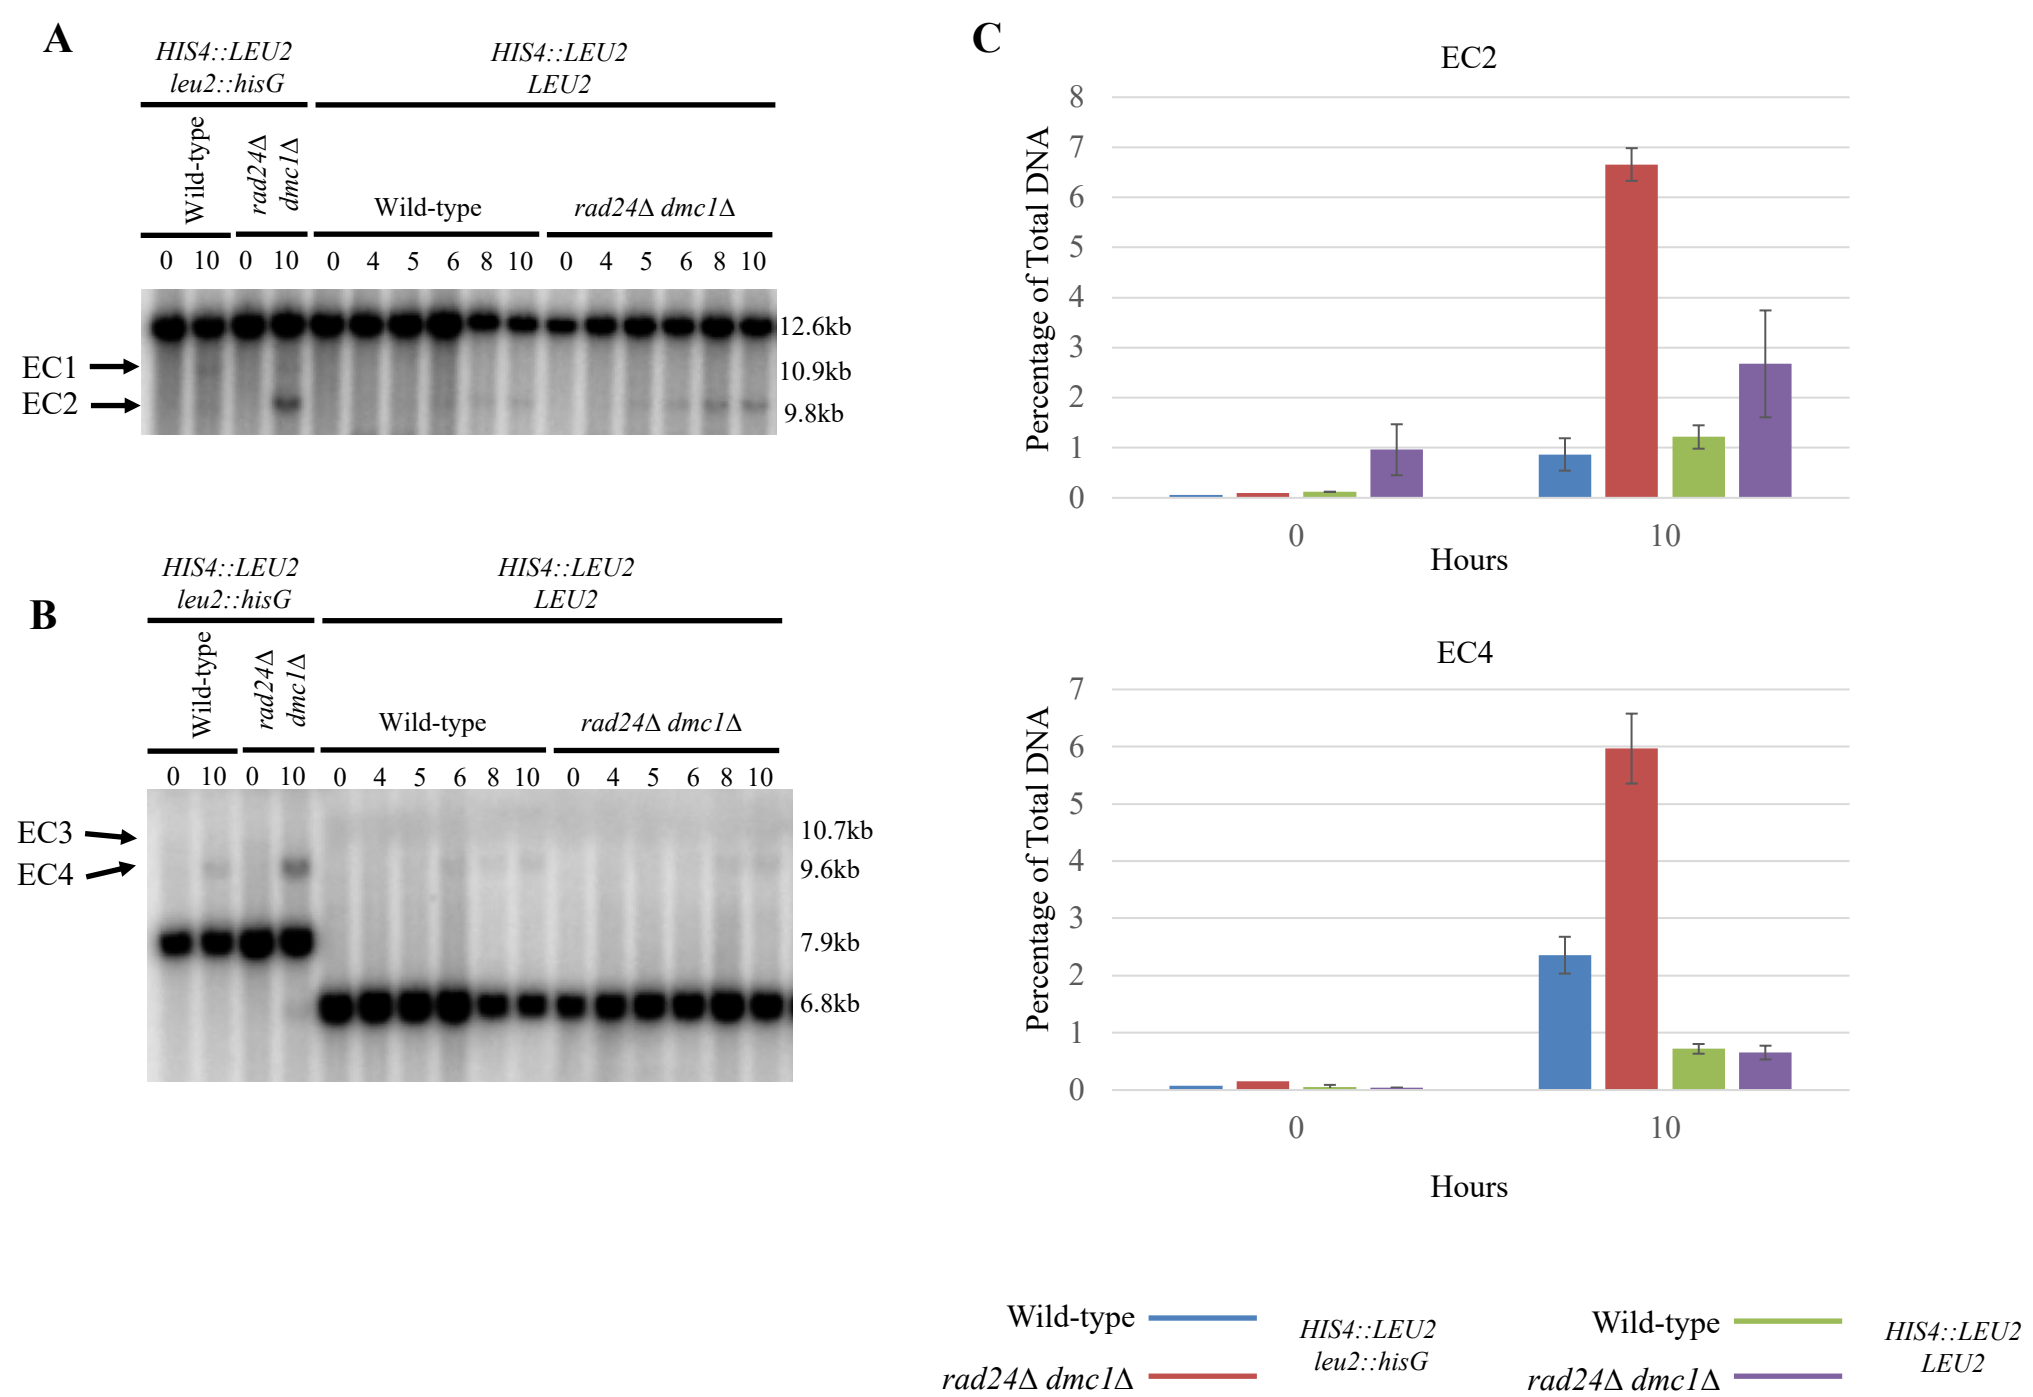 A
HIS4::LEU2
leu2::hisG
HIS4::LEU2
LEU2
Wild-type
rad24Δ
dmc1Δ
Wild-type
rad24Δ dmc1Δ
0 10 0 10 0 4 5 6 8 10 0 4 5 6 8 10
12.6kb
EC1
10.9kb
EC2
9.8kb
B
HIS4::LEU2
leu2::hisG
HIS4::LEU2
LEU2
Wild-type
rad24Δ
dmc1Δ
Wild-type
rad24Δ dmc1Δ
0 10 0 10 0 4 5 6 8 10 0 4 5 6 8 10
EC3
10.7kb
EC4
9.6kb
7.9kb
6.8kb
C
EC2
Percentage of Total DNA
8
7
6
5
4
3
2
1
0
0 10
Hours
EC4
Percentage of Total DNA
7
6
5
4
3
2
1
0
0 10
Hours
Wild-type
rad24Δ dmc1Δ
HIS4::LEU2
leu2::hisG
Wild-type
rad24Δ dmc1Δ
HIS4::LEU2
LEU2